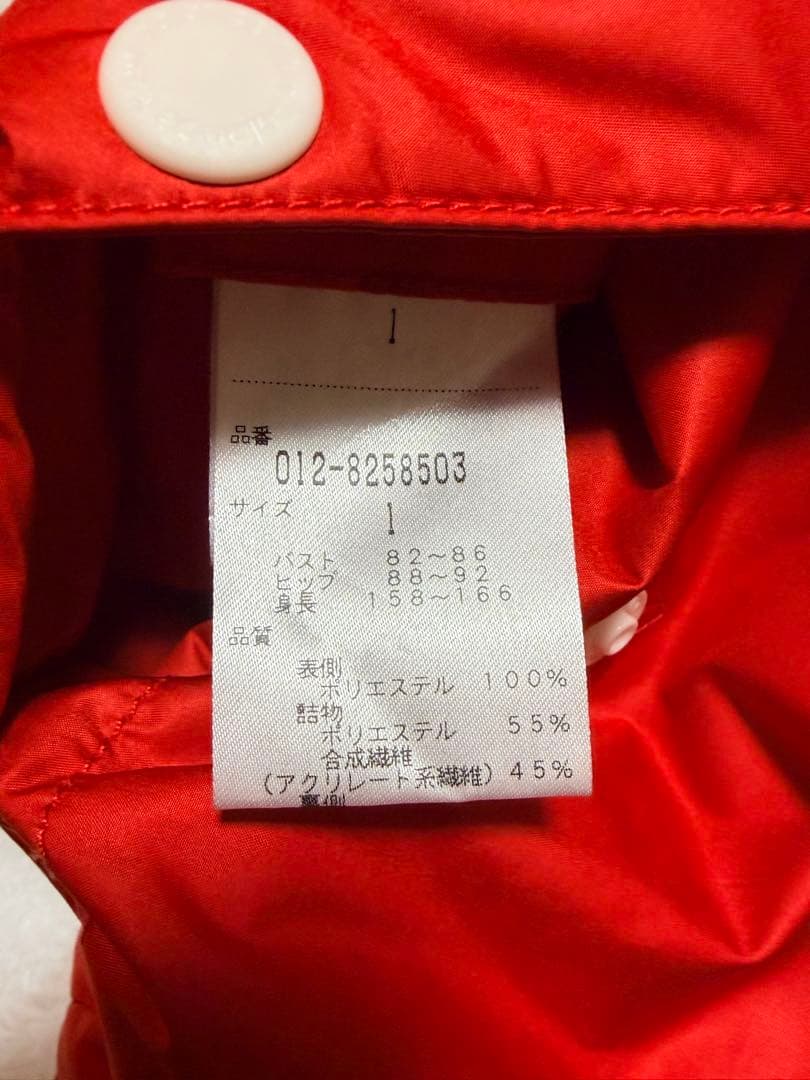 1
品番
012-8258503
サイズ
1
バスト 82～86
ヒップ 88～92
身長 158～166
品質
表側
ポリエステル 100%
詰物
ポリエステル 55%
合成繊維
(アクリレート系繊維) 45%
裏側